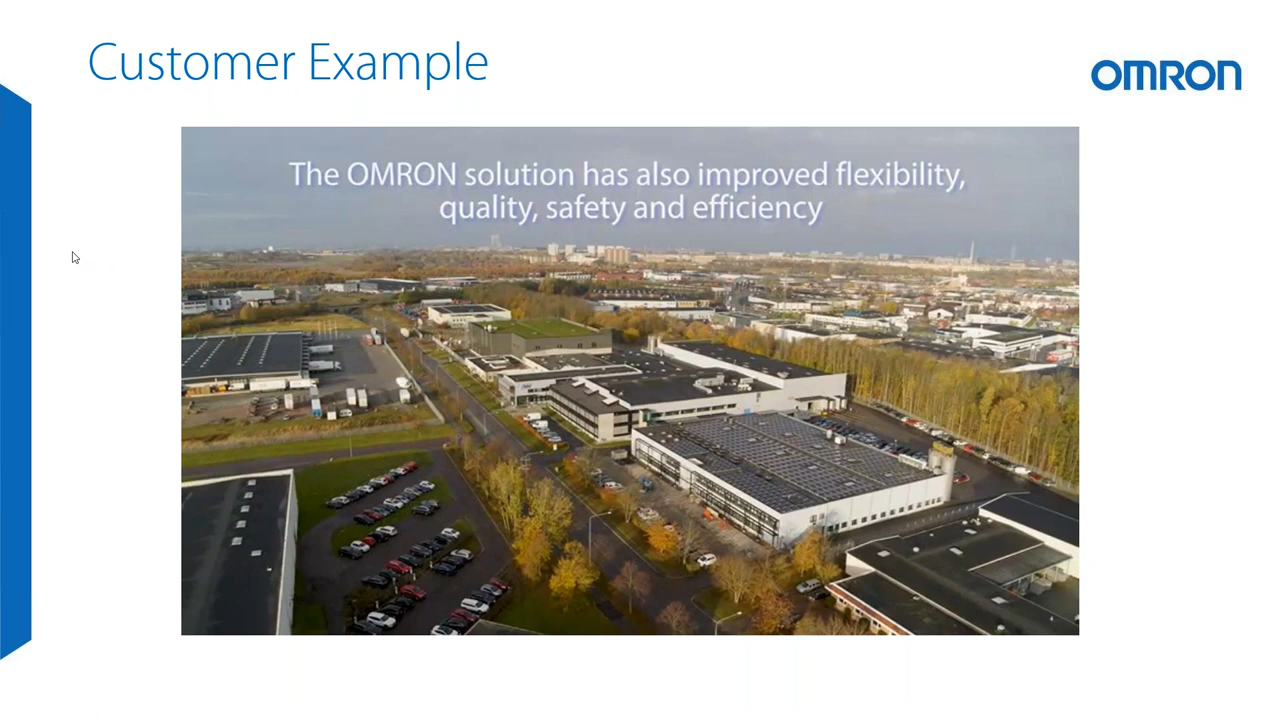 Customer Example
OMRON
The OMRON solution has also improved flexibility,
quality, safety and efficiency